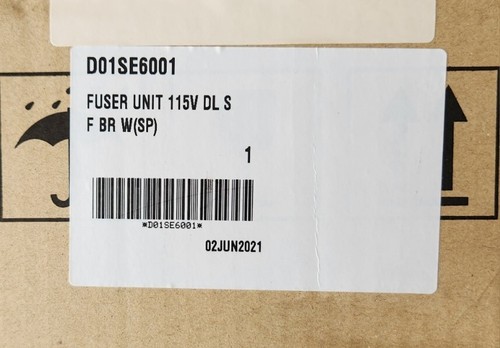 D01SE6001
FUSER UNIT 115V DL S
F BR W(SP)
1
*D01SE6001*
02JUN2021